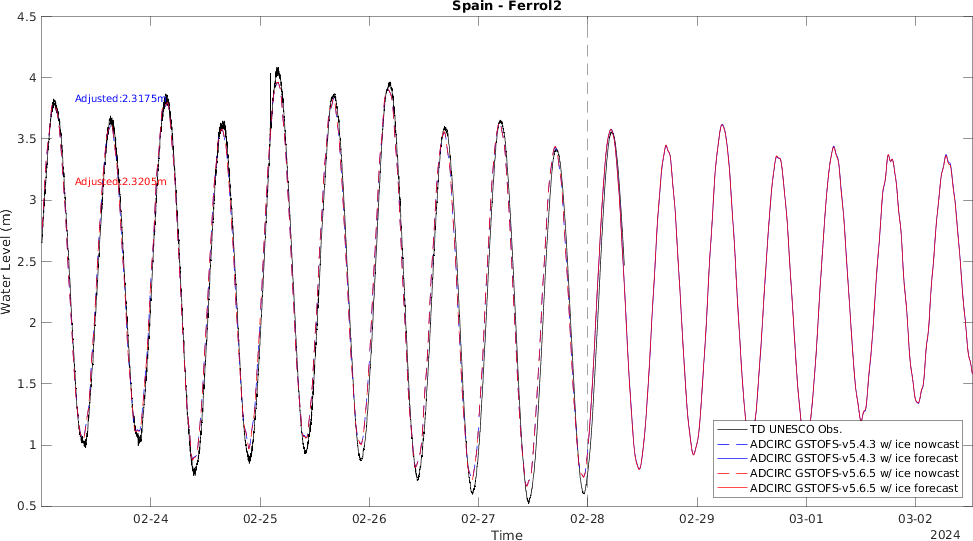 Spain - Ferrol2
4.5
4
3.5
3
2.5
2
1.5
1
0.5
Water Level (m)
Adjusted:2.3175m
Adjusted:2.3205m
TD UNESCO Obs.
ADCIRC GSTOFS-v5.4.3 w/ ice nowcast
ADCIRC GSTOFS-v5.4.3 w/ ice forecast
ADCIRC GSTOFS-v5.6.5 w/ ice nowcast
ADCIRC GSTOFS-v5.6.5 w/ ice forecast
02-24 02-25 02-26 02-27 02-28 02-29 03-01 03-02
Time
2024